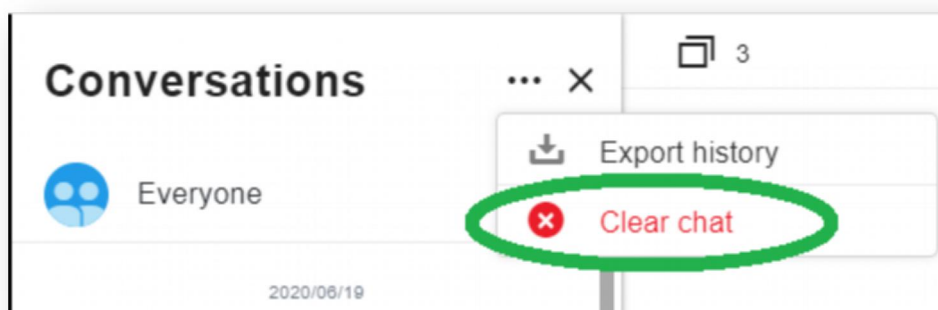 Conversations
3
Export history
Everyone
Clear chat
2020/06/19